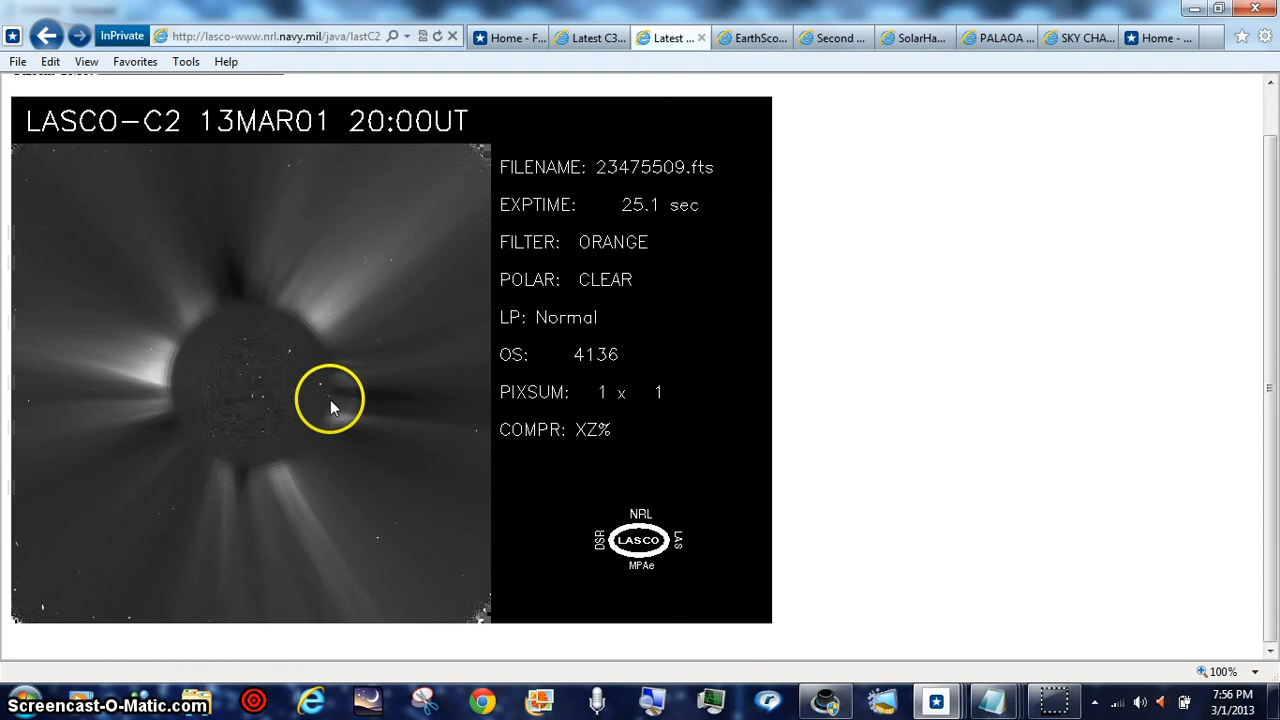 InPrivate
http://lasco-www.nrl.navy.mil/java/lastC2
Home - F...
Latest C3...
Latest ...
EarthSco...
Second ...
SolarHa...
PALAOA ...
SKY CHA...
Home - ...
File Edit View Favorites Tools Help
LASCO-C2 13MAR01 20:00UT
FILENAME: 23475509.fts
EXPTIME: 25.1 sec
FILTER: ORANGE
POLAR: CLEAR
LP: Normal
OS: 4136
PIXSUM: 1 x 1
COMPR: XZ%
NRL
DSR
LASCO
LAS
MPAe
100%
Screencast-O-Matic.com
7:56 PM
3/1/2013